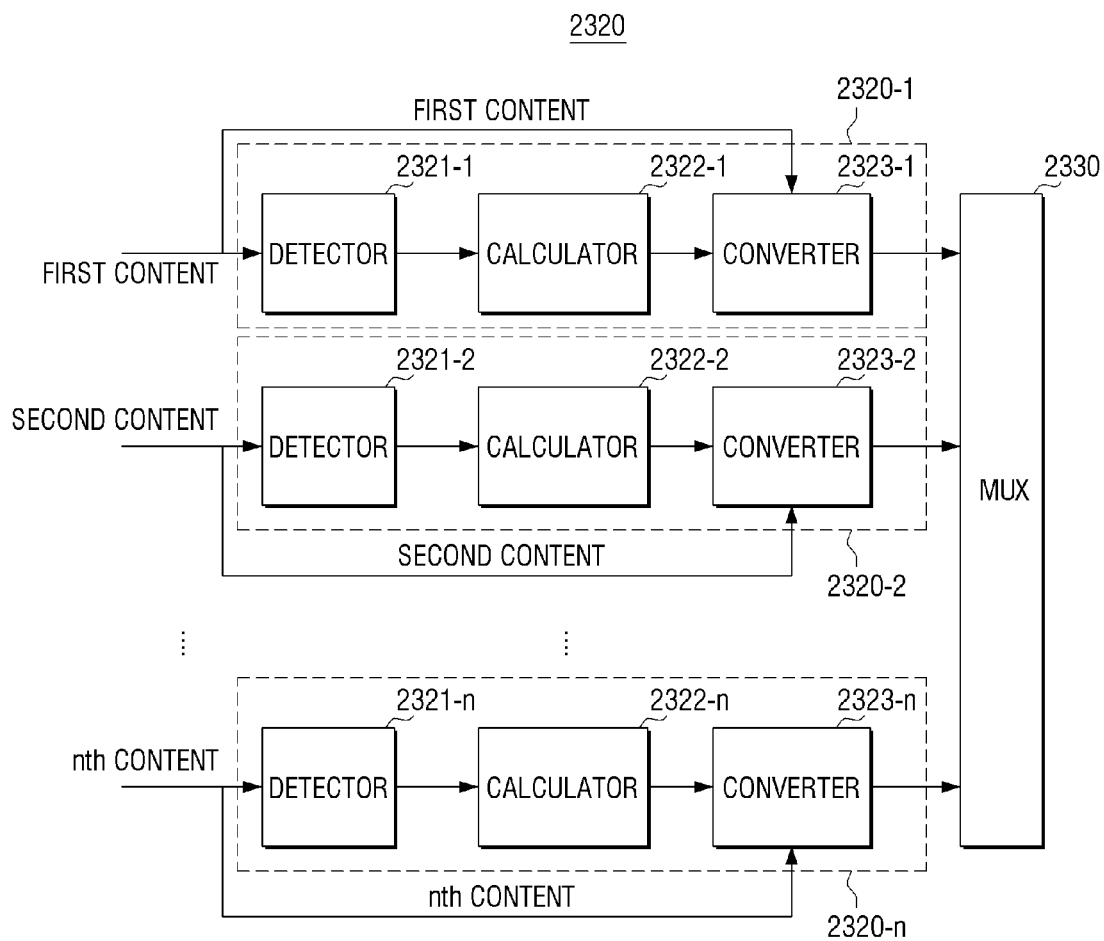 2320
2320-1
FIRST CONTENT
2321-1
2322-1
2323-1
2330
DETECTOR
CALCULATOR
CONVERTER
FIRST CONTENT
2321-2
2322-2
2323-2
SECOND CONTENT
DETECTOR
CALCULATOR
CONVERTER
MUX
SECOND CONTENT
2320-2
2321-n
2322-n
2323-n
nth CONTENT
DETECTOR
CALCULATOR
CONVERTER
nth CONTENT
2320-n